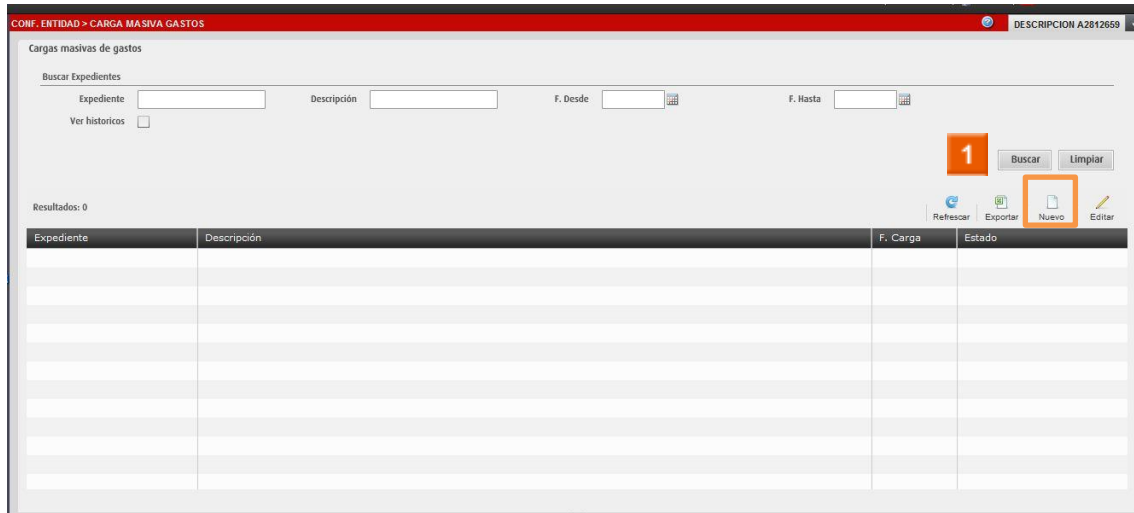 CONF. ENTIDAD > CARGA MASIVA GASTOS DESCRIPCION A2812659
Cargas masivas de gastos
Buscar Expedientes
Expediente Descripción F. Desde F. Hasta
Ver historicos
1 Buscar Limpiar
Resultados: 0
Refrescar Exportar Nuevo Editar
Expediente Descripción F. Carga Estado